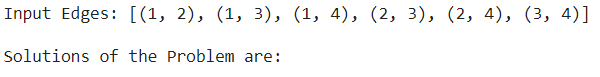 Input Edges: [(1, 2), (1, 3), (1, 4), (2, 3), (2, 4), (3, 4)]
Solutions of the Problem are: